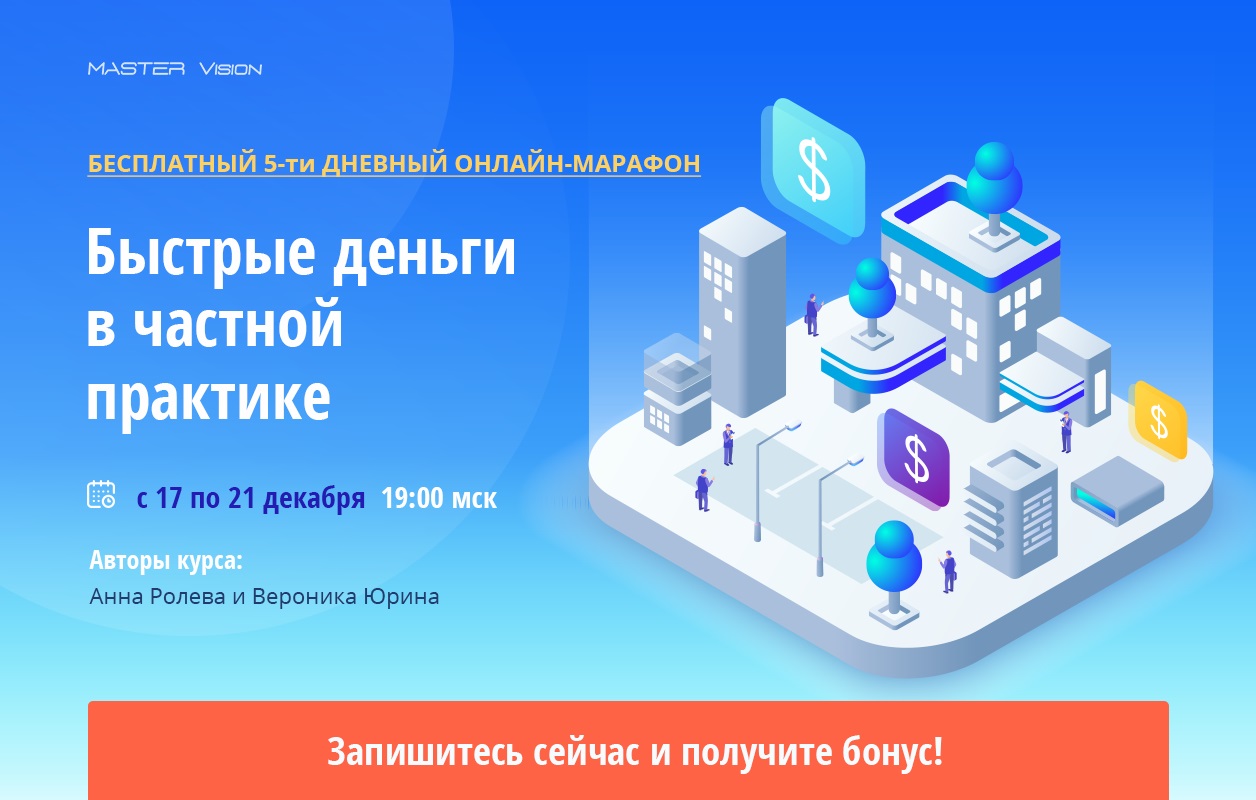 MASTER VISION
БЕСПЛАТНЫЙ 5-ти ДНЕВНЫЙ ОНЛАЙН-МАРАФОН
Быстрые деньги
в частной
практике
с 17 по 21 декабря 19:00 мск
Авторы курса:
Анна Ролева и Вероника Юрина
$
$
$
Запишитесь сейчас и получите бонус!